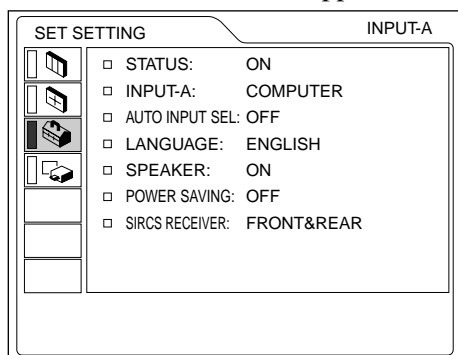 SET SETTING INPUT-A
STATUS: ON
INPUT-A: COMPUTER
AUTO INPUT SEL: OFF
LANGUAGE: ENGLISH
SPEAKER: ON
POWER SAVING: OFF
SIRCS RECEIVER: FRONT&REAR